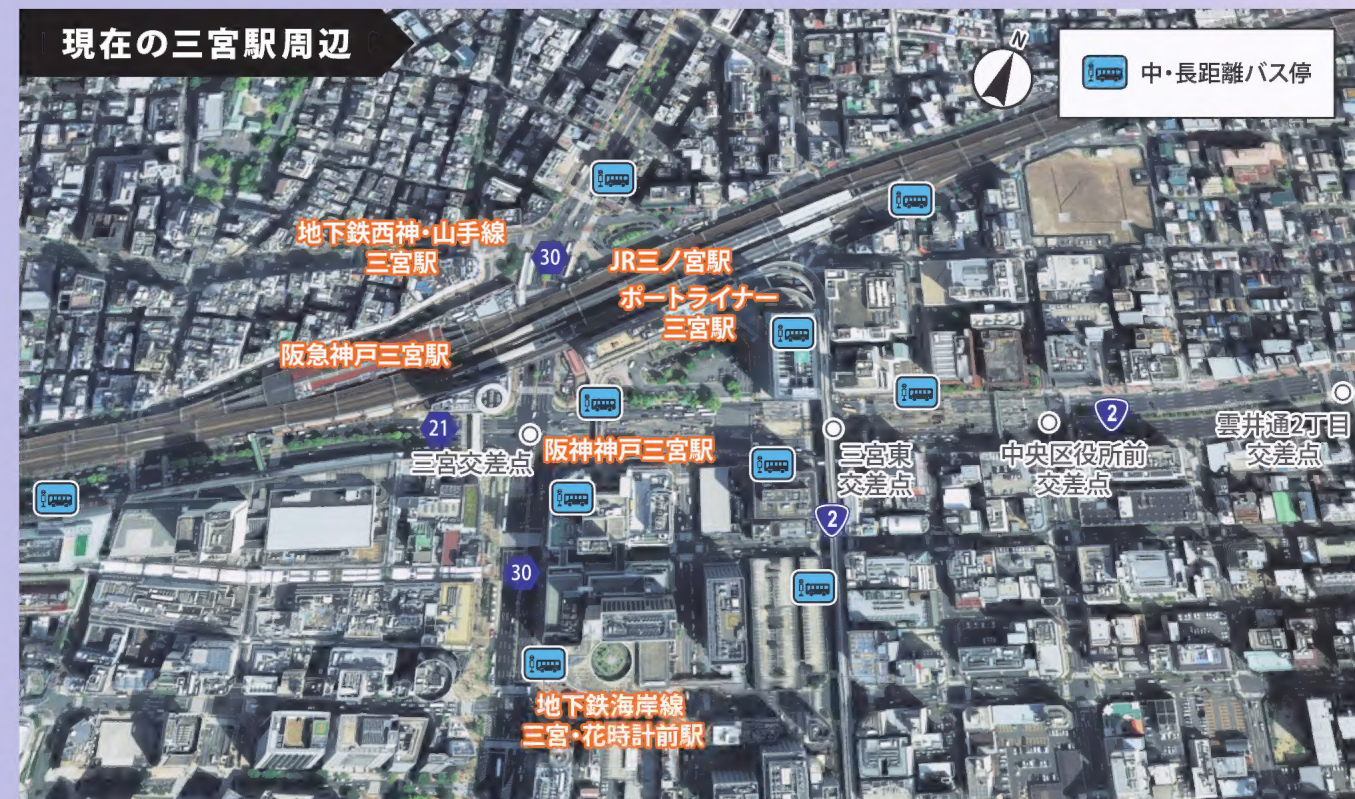 現在の三宮駅周辺
N
中・長距離バス停
地下鉄西神・山手線
三宮駅
30
JR三ノ宮駅
ポートライナー
三宮駅
阪急神戸三宮駅
21
三宮交差点
阪神神戸三宮駅
三宮東
交差点
中央区役所前
交差点
2
雲井通2丁目
交差点
2
30
地下鉄海岸線
三宮・花時計前駅